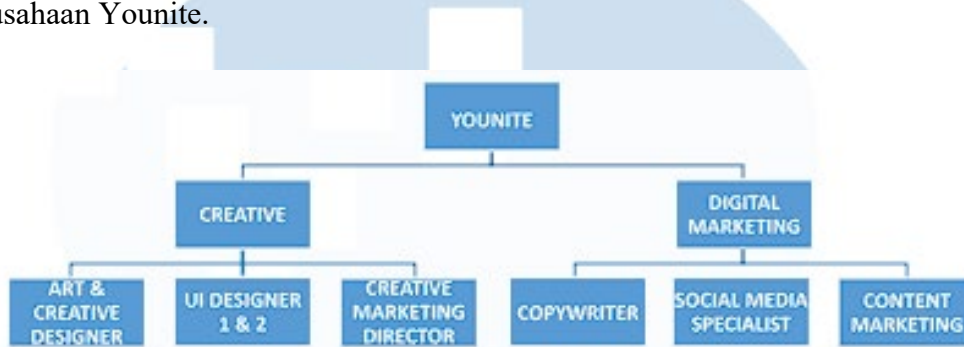 usahaan Younite.
YOUNITE
CREATIVE
DIGITAL
MARKETING
ART &
CREATIVE
DESIGNER
UI DESIGNER
1 & 2
CREATIVE
MARKETING
DIRECTOR
COPYWRITER
SOCIAL MEDIA
SPECIALIST
CONTENT
MARKETING